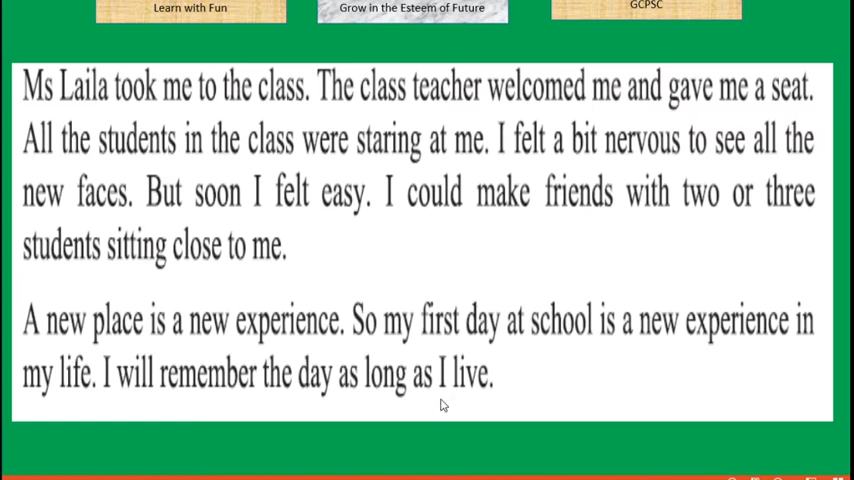 Learn with Fun
Grow in the Esteem of Future
GCPSC
Ms Laila took me to the class. The class teacher welcomed me and gave me a seat.
All the students in the class were staring at me. I felt a bit nervous to see all the
new faces. But soon I felt easy. I could make friends with two or three
students sitting close to me.
A new place is a new experience. So my first day at school is a new experience in
my life. I will remember the day as long as I live.